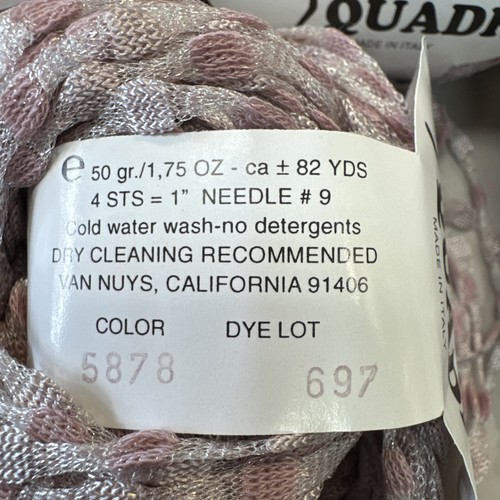 QUADR
MADE IN ITALY
℮ 50 gr./1,75 OZ - ca ± 82 YDS
4 STS = 1” NEEDLE # 9
Cold water wash-no detergents
DRY CLEANING RECOMMENDED
VAN NUYS, CALIFORNIA 91406
COLOR DYE LOT
5878 697
MADE IN ITALY